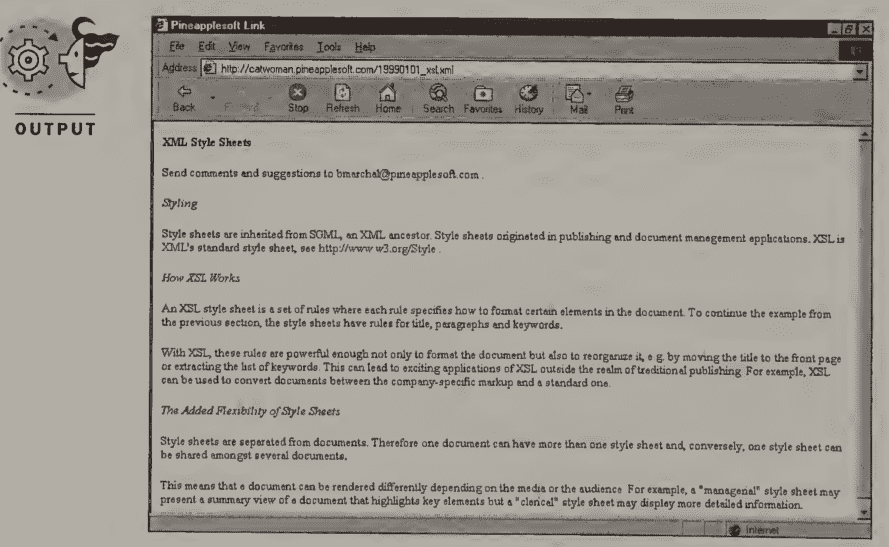 OUTPUT
Pineapplesoft Link
File Edit View Favorites Tools Help
Address http://catwoman.pineapplesoft.com/19990101_xsl.xml
Back Forward Stop Refresh Home Search Favorites History Mail Print
XML Style Sheets
Send comments and suggestions to bmarchal@pineapplesoft.com .
Styling
Style sheets are inherited from SGML, an XML ancestor. Style sheets originated in publishing and document management applications. XSL is
XML's standard style sheet, see http://www.w3.org/Style .
How XSL Works
An XSL style sheet is a set of rules where each rule specifies how to format certain elements in the document. To continue the example from
the previous section, the style sheets have rules for title, paragraphs and keywords.
With XSL, these rules are powerful enough not only to format the document but also to reorganize it, e.g. by moving the title to the front page
or extracting the list of keywords. This can lead to exciting applications of XSL outside the realm of traditional publishing. For example, XSL
can be used to convert documents between the company-specific markup and a standard one.
The Added Flexibility of Style Sheets
Style sheets are separated from documents. Therefore one document can have more than one style sheet and, conversely, one style sheet can
be shared amongst several documents.
This means that a document can be rendered differently depending on the media or the audience. For example, a "managerial" style sheet may
present a summary view of a document that highlights key elements but a "clerical" style sheet may display more detailed information.
Internet